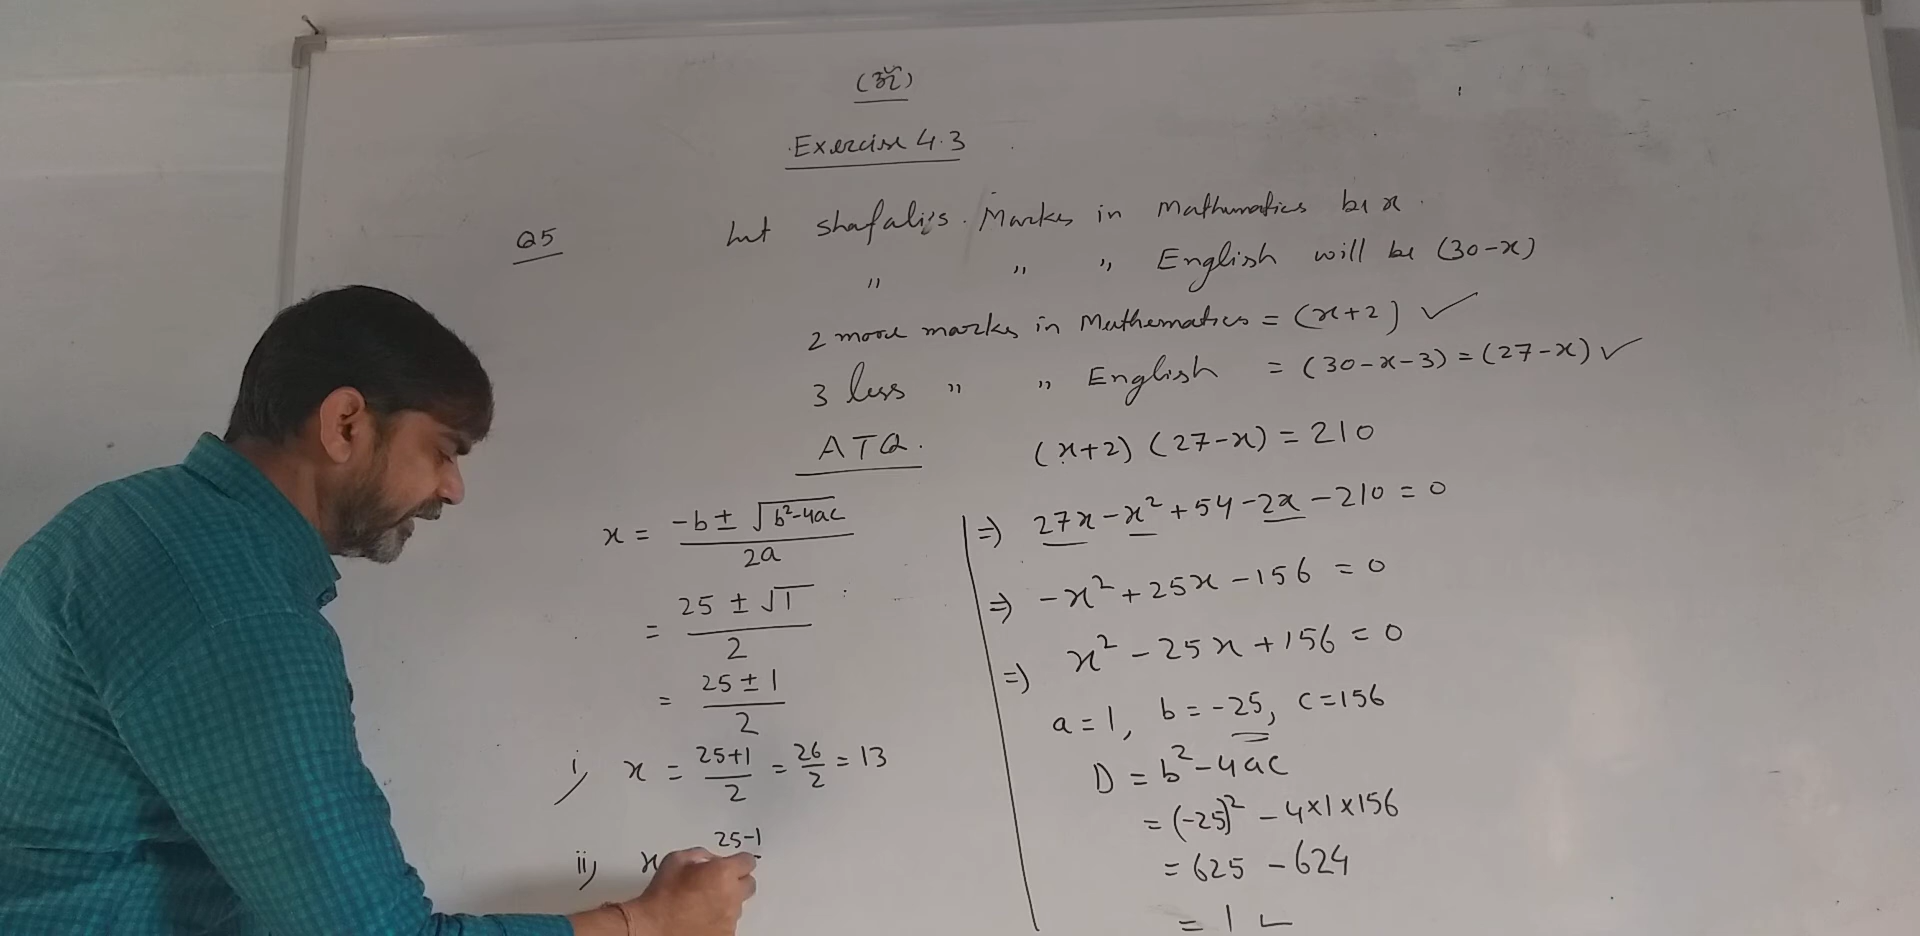 (ॐ)
Exercise 4.3
Q5
Let Shafali's Marks in Mathematics be x.
" " " English will be (30-x)
2 more marks in Mathematics = (x+2) ✓
3 less " " English = (30-x-3) = (27-x) ✓
ATQ.
(x+2) (27-x) = 210
=> 27x - x² + 54 - 2x - 210 = 0
=> -x² + 25x - 156 = 0
=> x² - 25x + 156 = 0
a = 1, b = -25, c = 156
D = b² - 4ac
= (-25)² - 4×1×156
= 625 - 624
= 1
x = (-b ± √(b²-4ac))/2a
= (25 ± √1)/2
= (25 ± 1)/2
i) x = (25+1)/2 = 26/2 = 13
ii) x 25-1